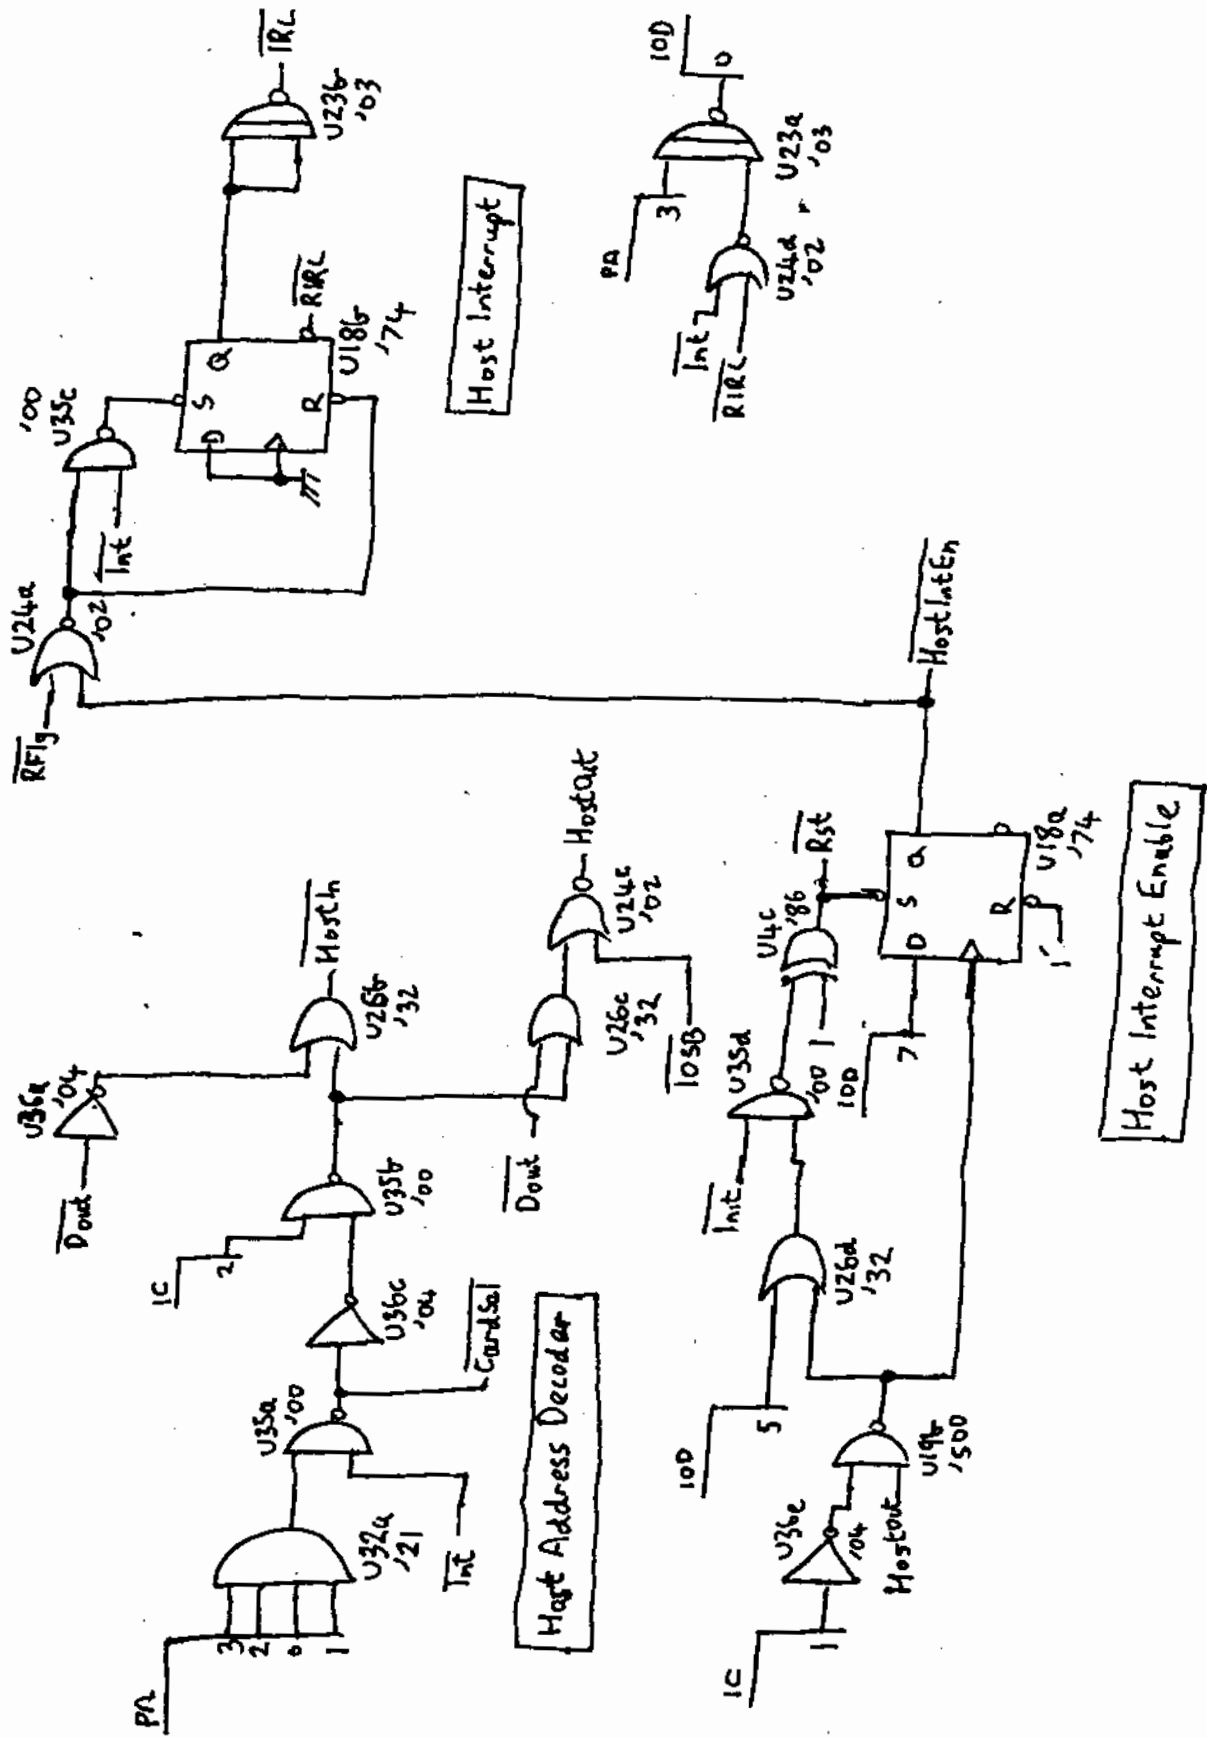 PA
3
2
0
1
U32a
'21
Int
U35a
'00
CardSel
U36c
'04
IC
2
U35b
'00
Dout
U36a
'04
U26b
'32
HostIn
Dout
U26c
'32
IOSB
U24c
'02
HostOut
Host Address Decoder
RFlg
U24a
'02
Int
U35c
'00
D
S
Q
R
U18b
'74
RIRL
U23b
'03
IRL
Host Interrupt
PA
3
Int
RIRL
U24d
'02
U23a
'03
IOD
0
IC
1
U36e
'04
HostOut
U19b
'S00
IOD
5
U26d
'32
Init
U35d
'00
1
U4c
'86
Rst
IOD
7
D
S
Q
R
1
U18a
'74
HostIntEn
Host Interrupt Enable